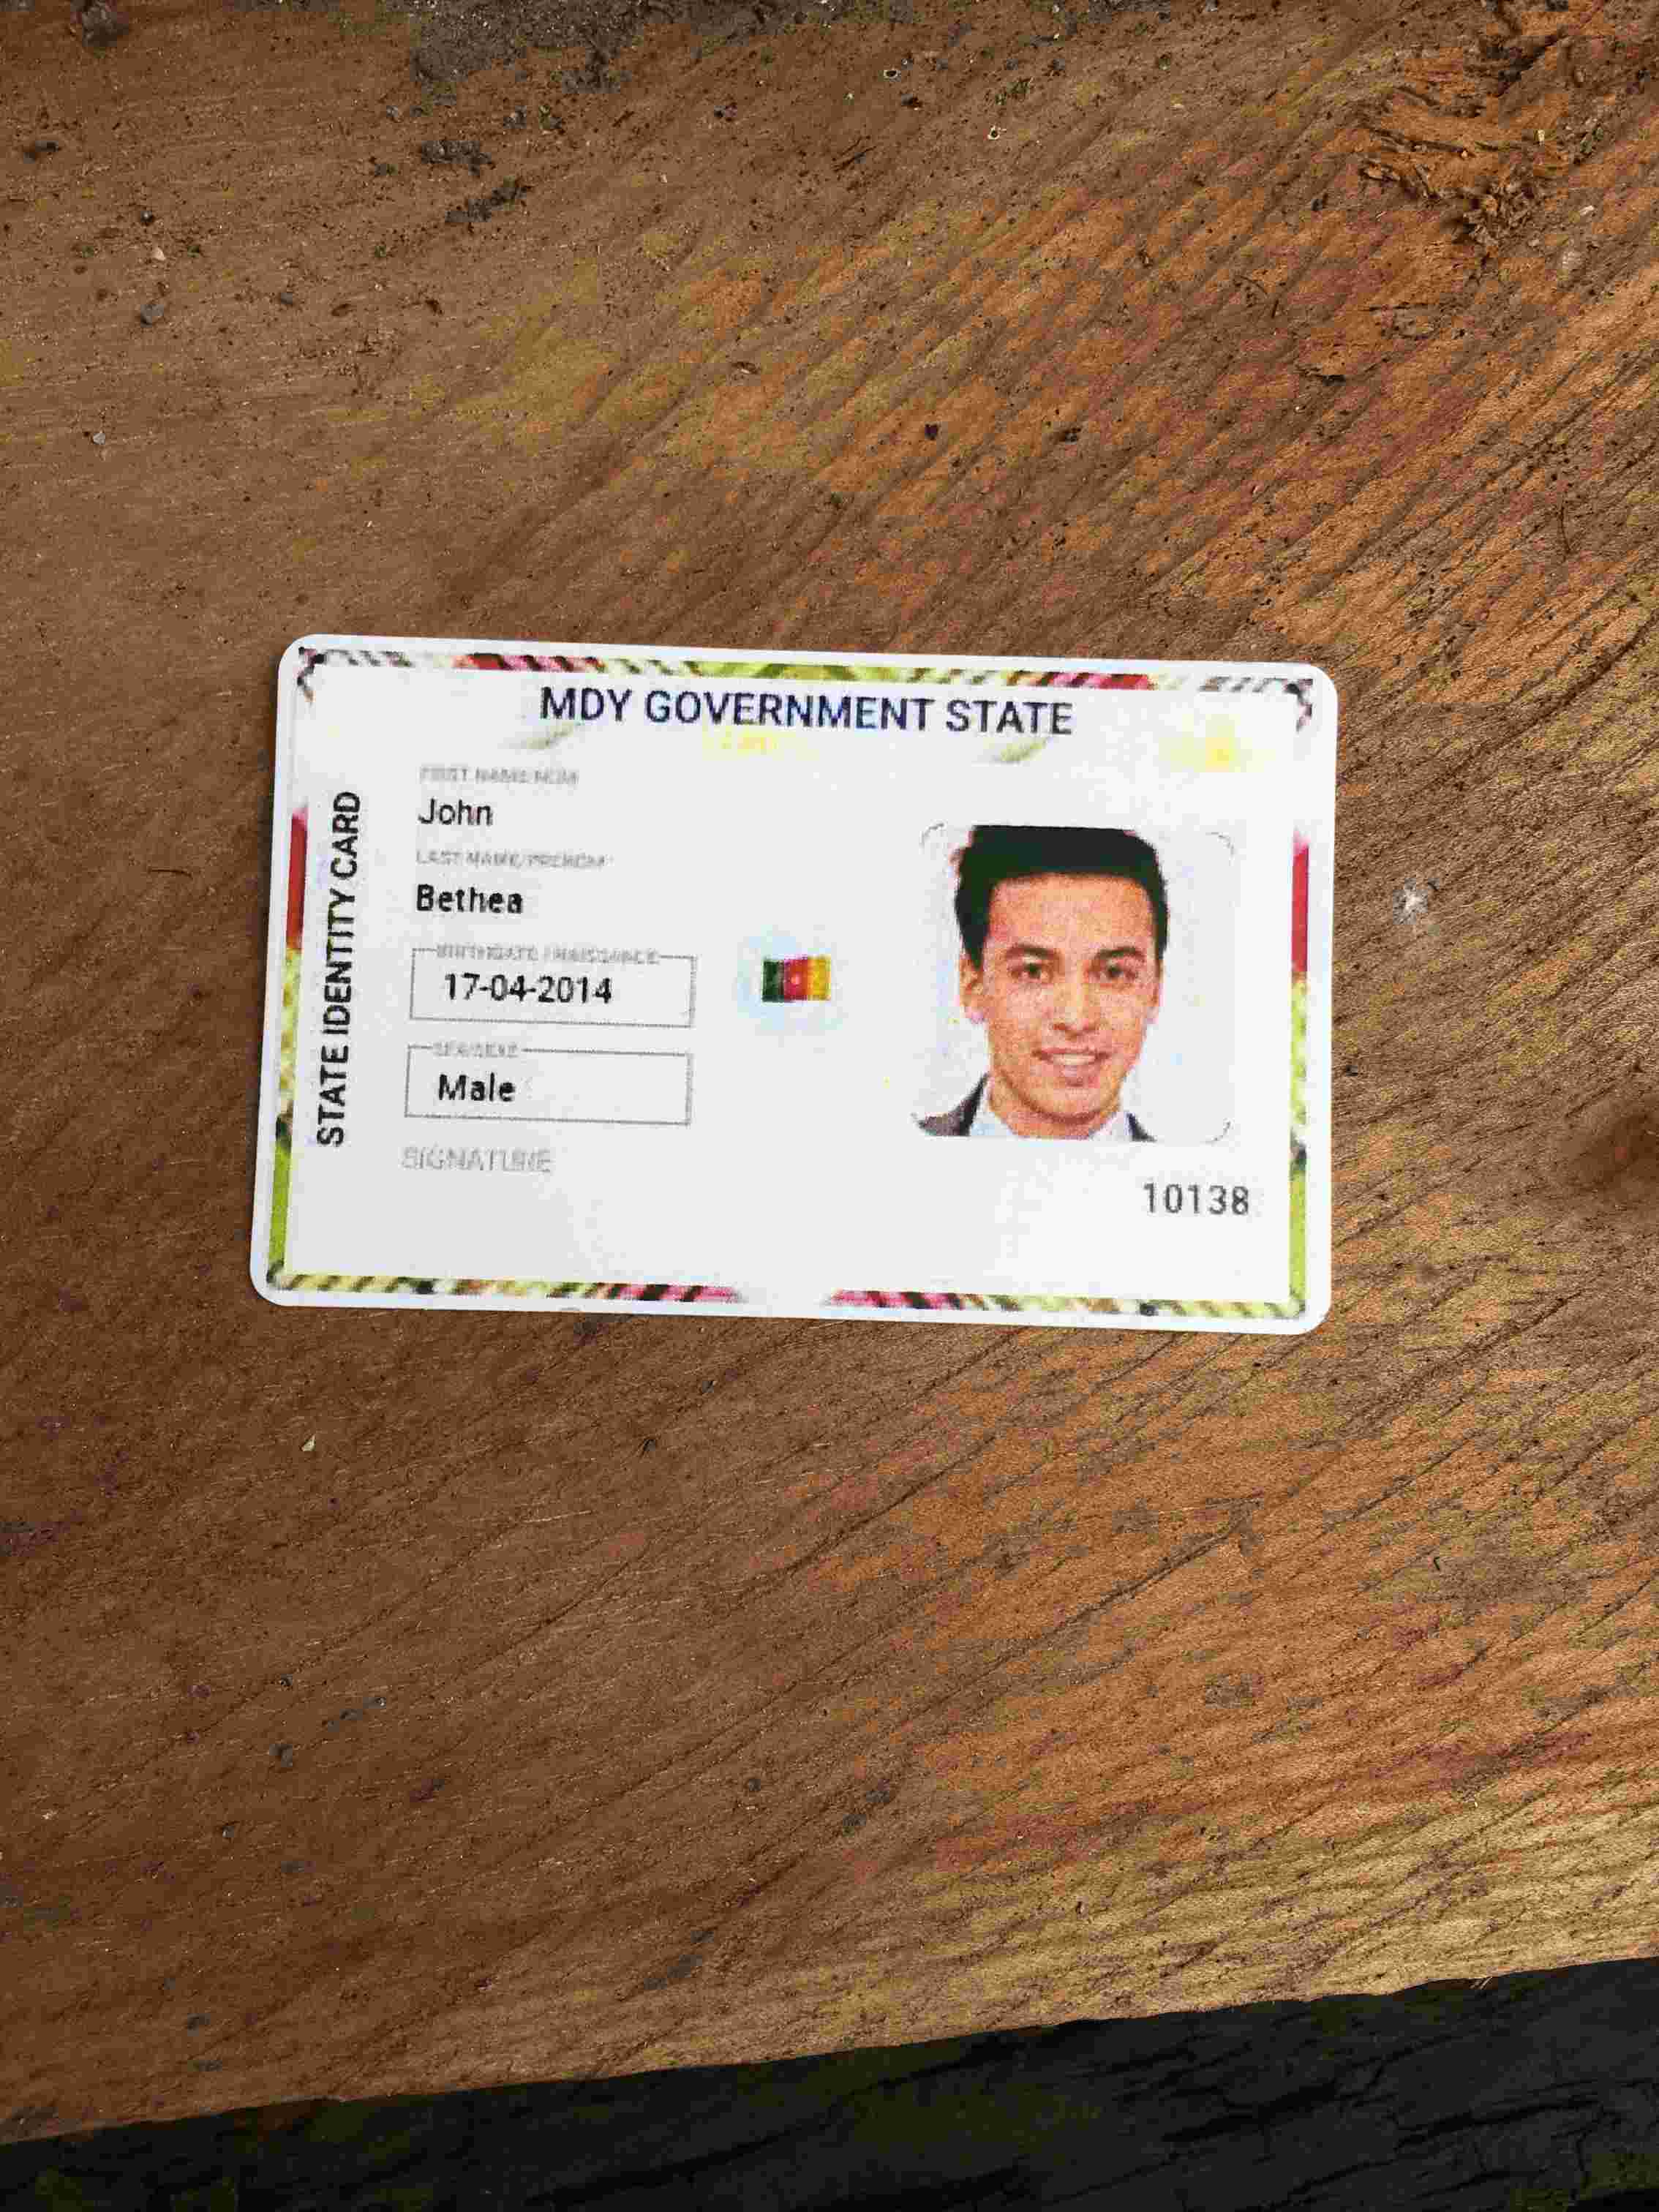 MDY GOVERNMENT STATE
STATE IDENTITY CARD
FIRST NAME/NOM
John
LAST NAME/PRENOM
Bethea
BIRTHDATE / NAISSANCE
17-04-2014
SEX/SEXE
Male
SIGNATURE
10138